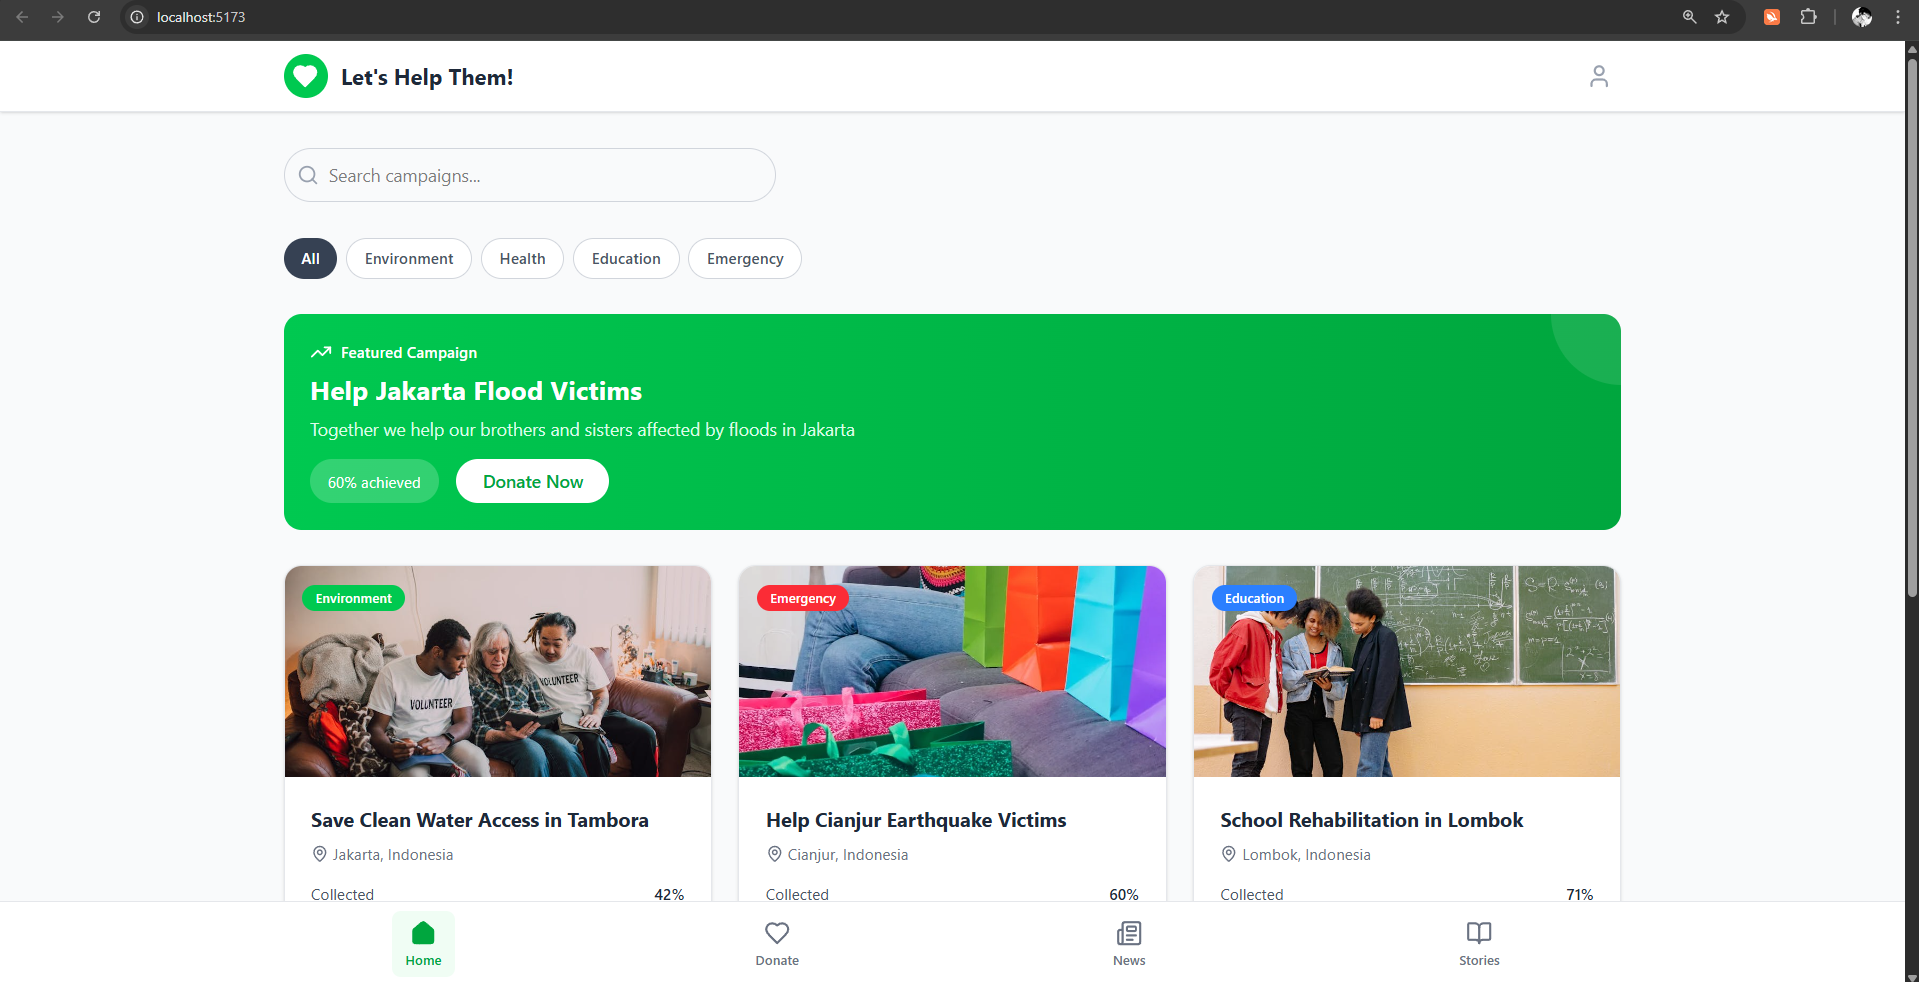 localhost:5173
Let's Help Them!
Search campaigns...
All
Environment
Health
Education
Emergency
Featured Campaign
Help Jakarta Flood Victims
Together we help our brothers and sisters affected by floods in Jakarta
60% achieved
Donate Now
Environment
VOLUNTEER
VOLUNTEER
Save Clean Water Access in Tambora
Jakarta, Indonesia
Collected 42%
Emergency
Help Cianjur Earthquake Victims
Cianjur, Indonesia
Collected 60%
Education
School Rehabilitation in Lombok
Lombok, Indonesia
Collected 71%
Home
Donate
News
Stories